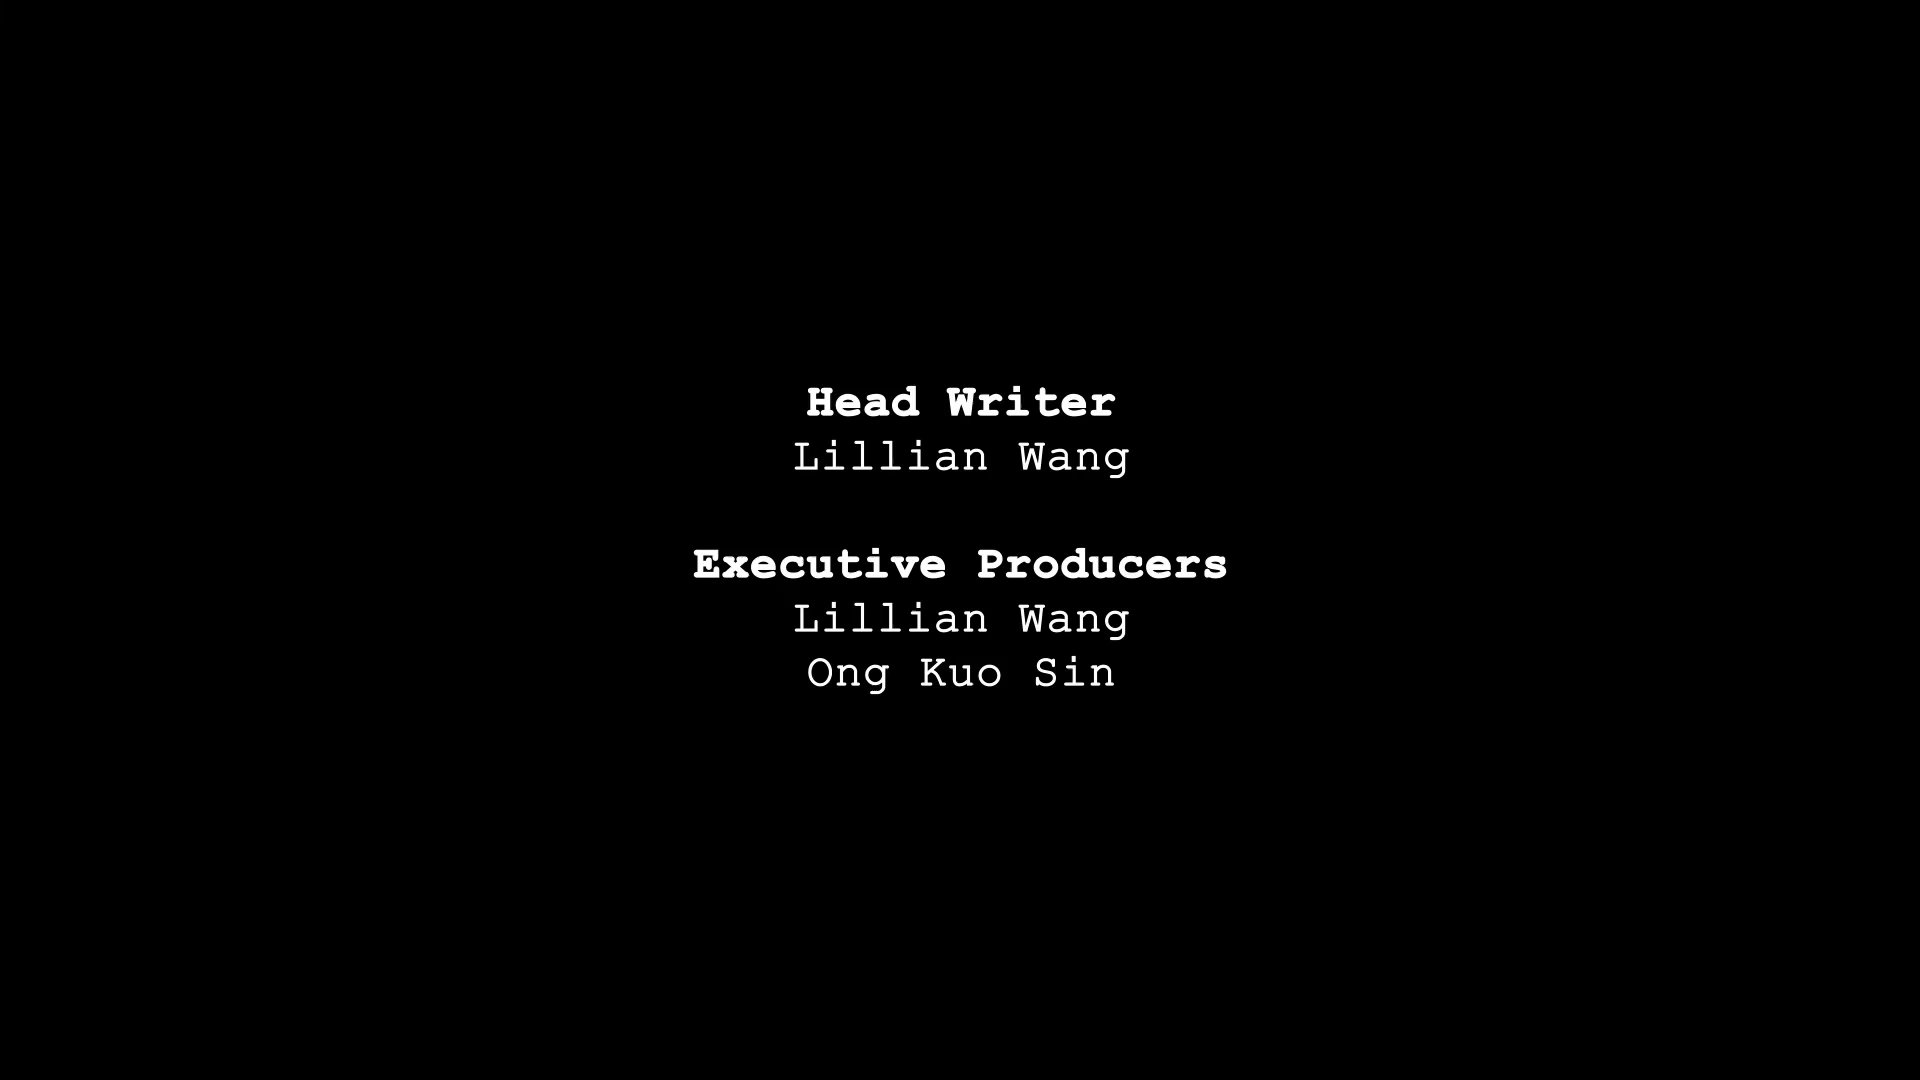 Head Writer
Lillian Wang
Executive Producers
Lillian Wang
Ong Kuo Sin